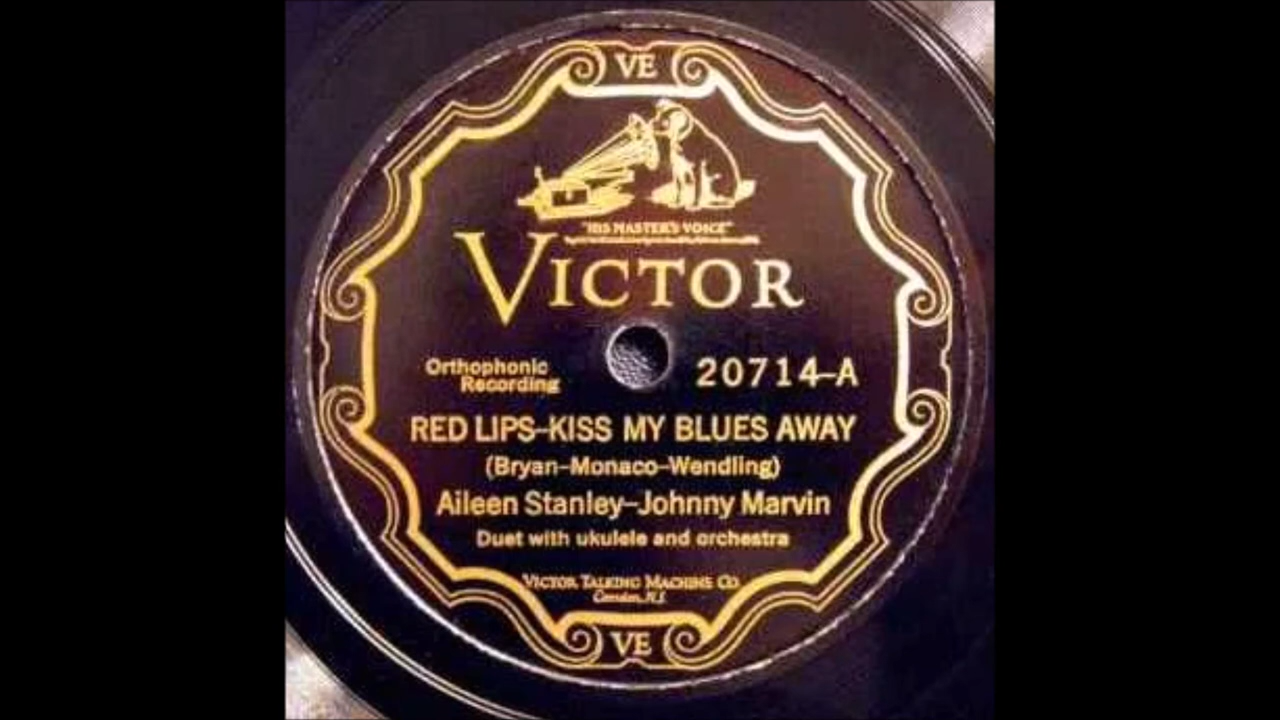 VE
"HIS MASTER'S VOICE"
VICTOR
Orthophonic
Recording
20714-A
RED LIPS-KISS MY BLUES AWAY
(Bryan-Monaco-Wendling)
Aileen Stanley-Johnny Marvin
Duet with ukulele and orchestra
VICTOR TALKING MACHINE CO.
Camden, N.J.
VE